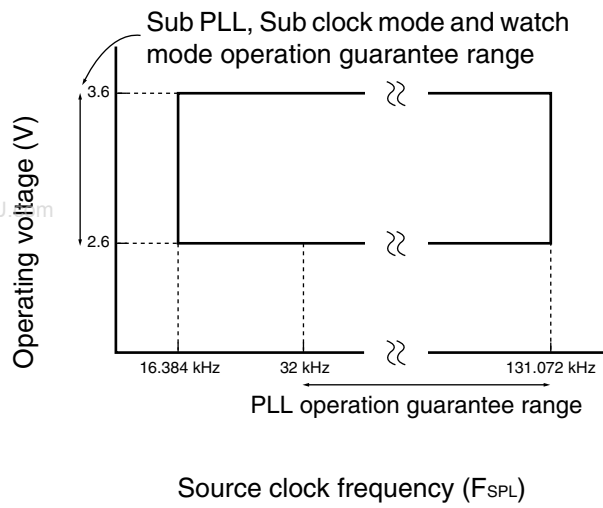 Sub PLL, Sub clock mode and watch
mode operation guarantee range
3.6
Operating voltage (V)
U.com
2.6
16.384 kHz
32 kHz
131.072 kHz
PLL operation guarantee range
Source clock frequency (FSPL)